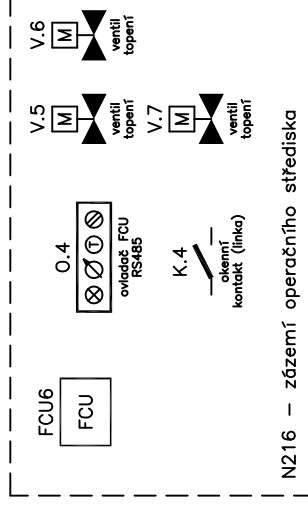 FCU6
FCU
O.4
T
ovladač FCU
RS485
K.4
okenní
kontakt (linka)
V.5
M
ventil
topení
V.6
M
ventil
topení
V.7
M
ventil
topení
N216 – zázemí operačního střediska